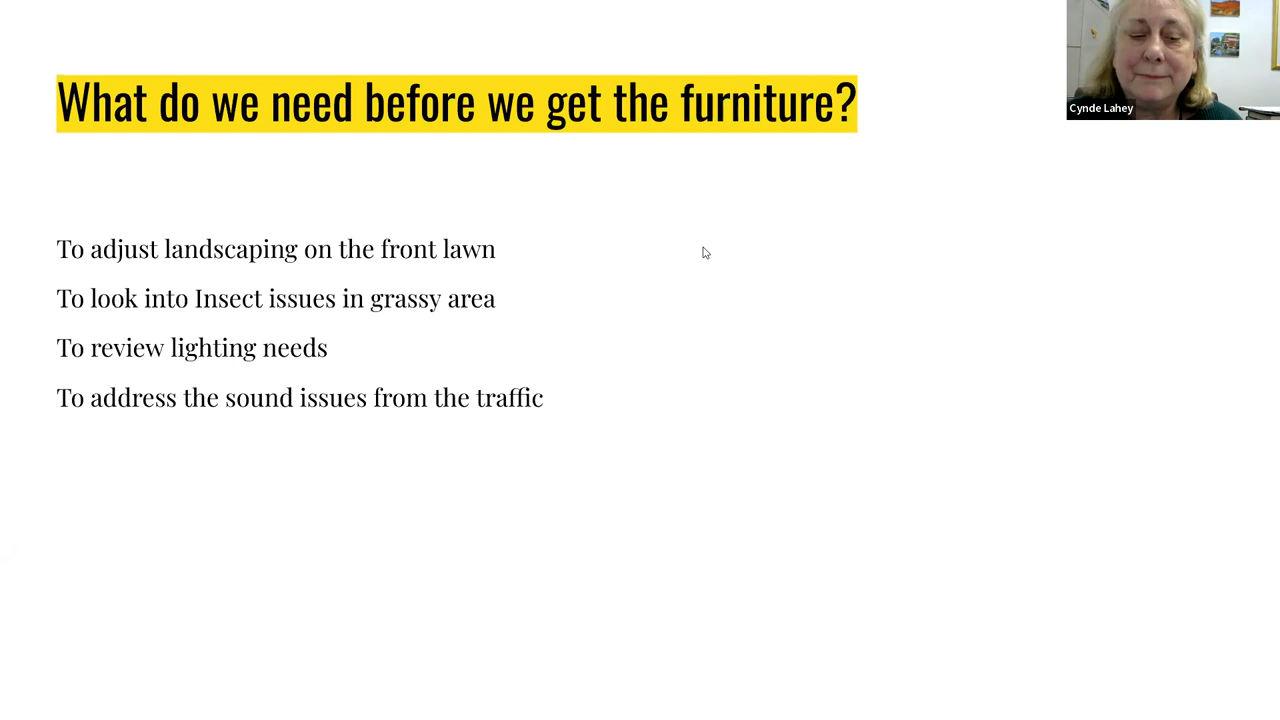 What do we need before we get the furniture?
Cynde Lahey
To adjust landscaping on the front lawn
To look into Insect issues in grassy area
To review lighting needs
To address the sound issues from the traffic